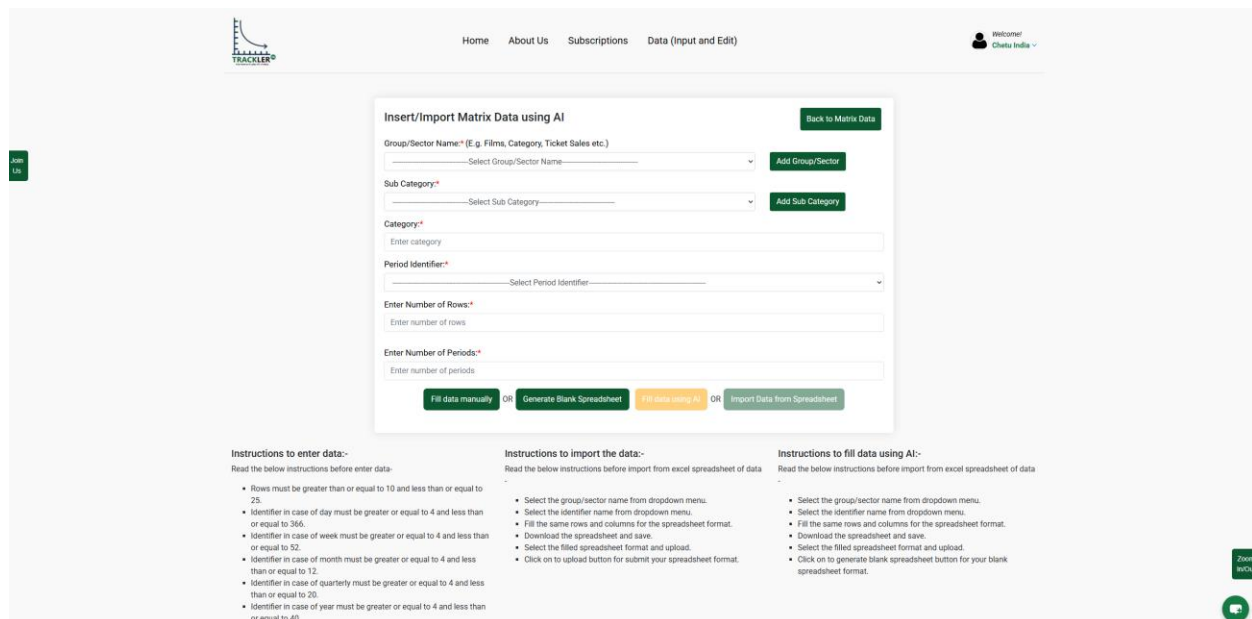 TRACKLER
Home About Us Subscriptions Data (Input and Edit)
Welcome!
Chetu India
Join
Us
Insert/Import Matrix Data using AI
Back to Matrix Data
Group/Sector Name:* (E.g. Films, Category, Ticket Sales etc.)
Select Group/Sector Name
Add Group/Sector
Sub Category:*
Select Sub Category
Add Sub Category
Category:*
Enter category
Period Identifier:*
Select Period Identifier
Enter Number of Rows:*
Enter number of rows
Enter Number of Periods:*
Enter number of periods
Fill data manually OR Generate Blank Spreadsheet Fill data using AI OR Import Data from Spreadsheet
Instructions to enter data:-
Read the below instructions before enter data-
• Rows must be greater than or equal to 10 and less than or equal to
25.
• Identifier in case of day must be greater or equal to 4 and less than
or equal to 366.
• Identifier in case of week must be greater or equal to 4 and less than
or equal to 52.
• Identifier in case of month must be greater or equal to 4 and less
than or equal to 12.
• Identifier in case of quarterly must be greater or equal to 4 and less
than or equal to 20.
• Identifier in case of year must be greater or equal to 4 and less than
or equal to 40.
Instructions to import the data:-
Read the below instructions before import from excel spreadsheet of data
-
• Select the group/sector name from dropdown menu.
• Select the identifier name from dropdown menu.
• Fill the same rows and columns for the spreadsheet format.
• Download the spreadsheet and save.
• Select the filled spreadsheet format and upload.
• Click on to upload button for submit your spreadsheet format.
Instructions to fill data using AI:-
Read the below instructions before import from excel spreadsheet of data
-
• Select the group/sector name from dropdown menu.
• Select the identifier name from dropdown menu.
• Fill the same rows and columns for the spreadsheet format.
• Download the spreadsheet and save.
• Select the filled spreadsheet format and upload.
• Click on to generate blank spreadsheet button for your blank
spreadsheet format.
Zoom
In/Ou